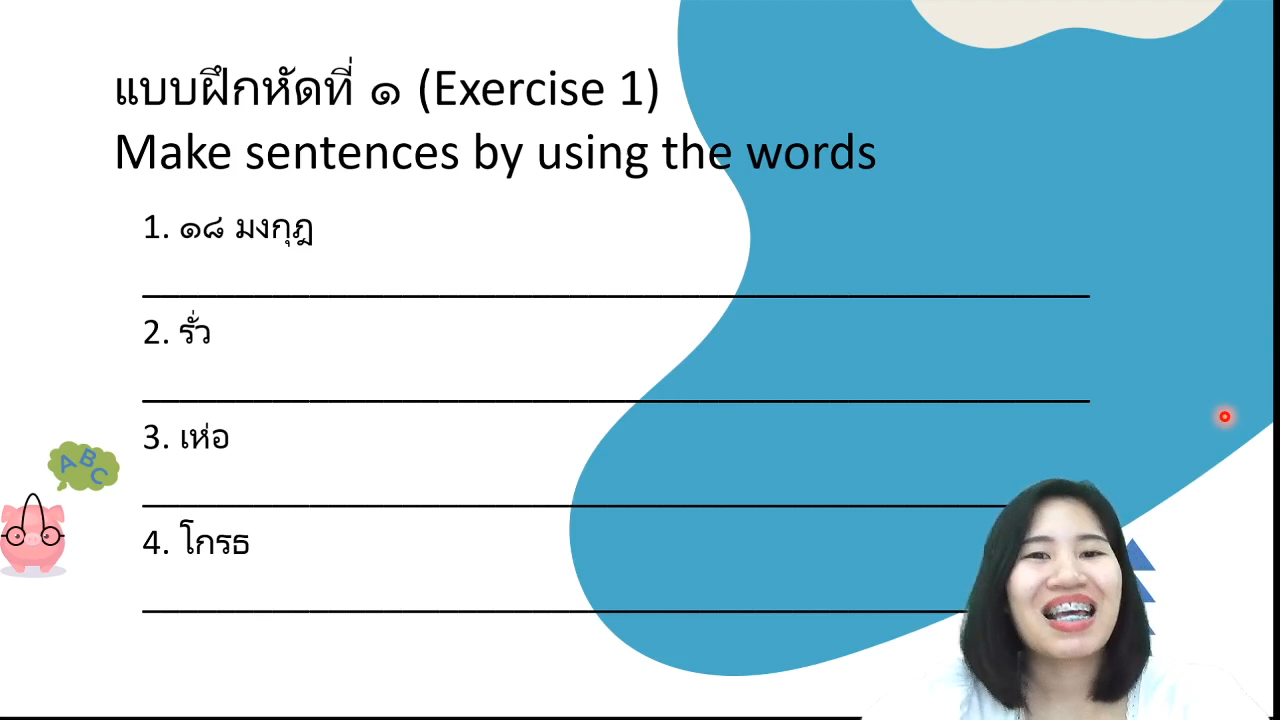 แบบฝึกหัดที่ ๑ (Exercise 1)
Make sentences by using the words
1. ๑๘ มงกุฎ
2. รั่ว
3. เห่อ
4. โกรธ
A B C